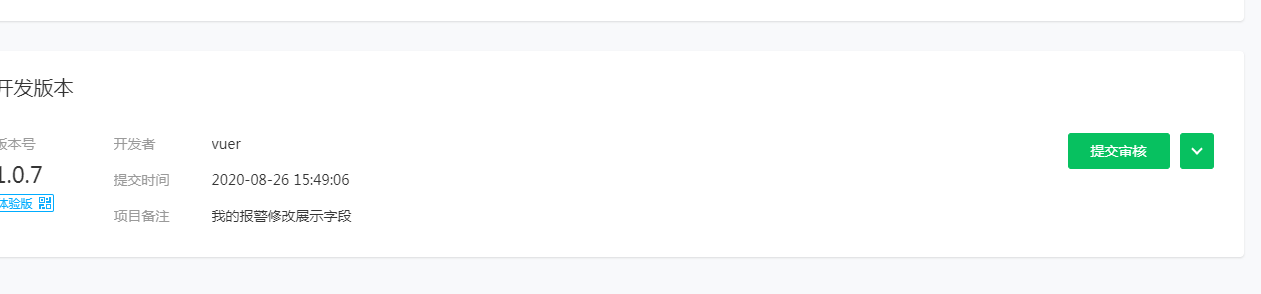 开发版本
版本号
1.0.7
体验版
开发者 vuer
提交时间 2020-08-26 15:49:06
项目备注 我的报警修改展示字段
提交审核